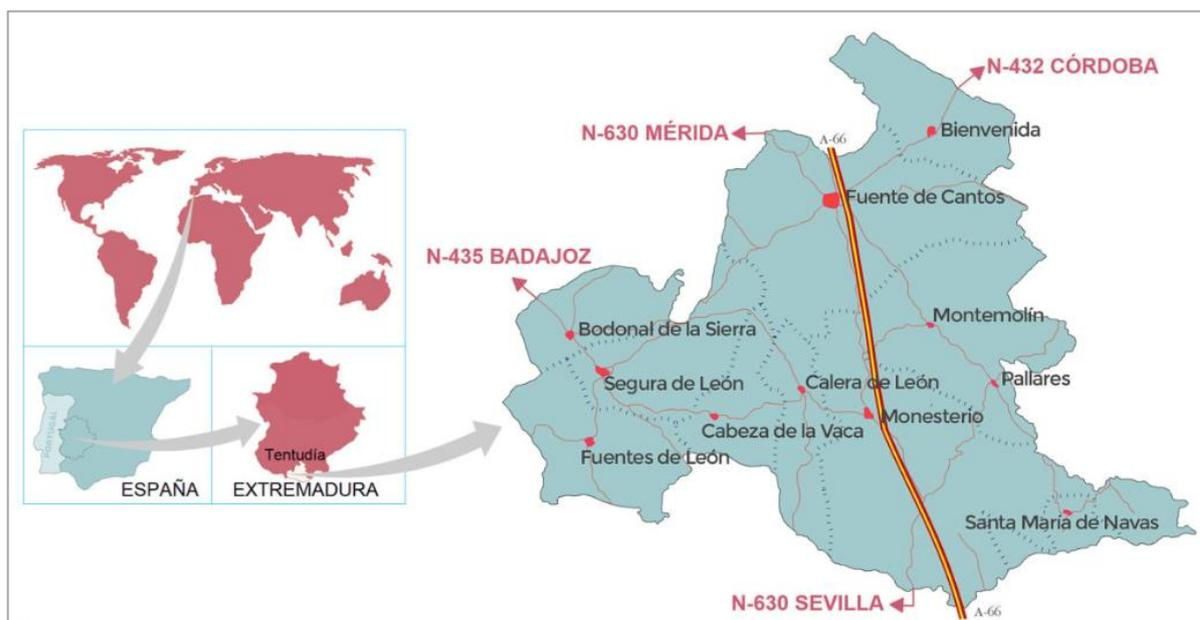 N-432 CÓRDOBA
N-630 MÉRIDA
A-66
Bienvenida
Fuente de Cantos
N-435 BADAJOZ
Montemolín
Bodonal de la Sierra
Segura de León
Calera de León
Pallares
Monesterio
Cabeza de la Vaca
Fuentes de León
Santa María de Navas
N-630 SEVILLA
A-66
PORTUGAL
ESPAÑA
Tentudía
EXTREMADURA